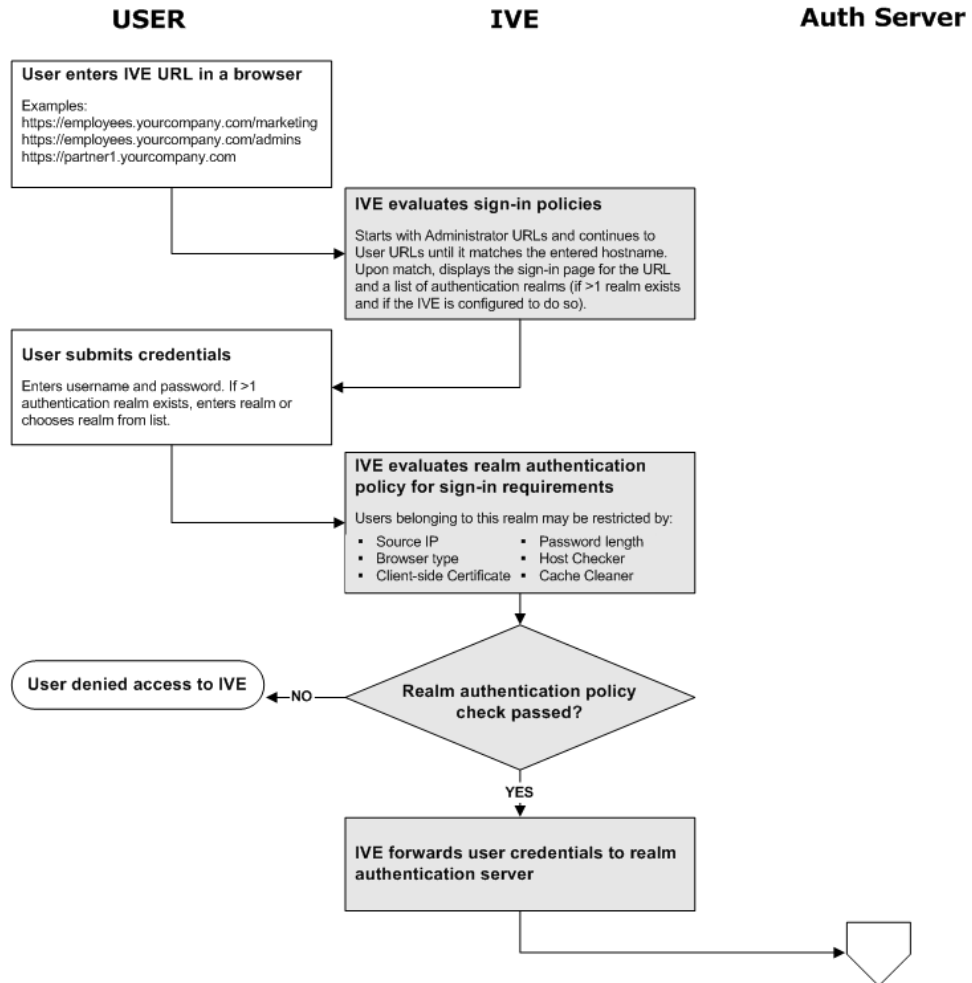 USER
IVE
Auth Server
User enters IVE URL in a browser
Examples:
https://employees.yourcompany.com/marketing
https://employees.yourcompany.com/admins
https://partner1.yourcompany.com
IVE evaluates sign-in policies
Starts with Administrator URLs and continues to
User URLs until it matches the entered hostname.
Upon match, displays the sign-in page for the URL
and a list of authentication realms (if >1 realm exists
and if the IVE is configured to do so).
User submits credentials
Enters username and password. If >1
authentication realm exists, enters realm or
chooses realm from list.
IVE evaluates realm authentication
policy for sign-in requirements
Users belonging to this realm may be restricted by:
▪ Source IP
▪ Browser type
▪ Client-side Certificate
▪ Password length
▪ Host Checker
▪ Cache Cleaner
User denied access to IVE
NO
Realm authentication policy
check passed?
YES
IVE forwards user credentials to realm
authentication server